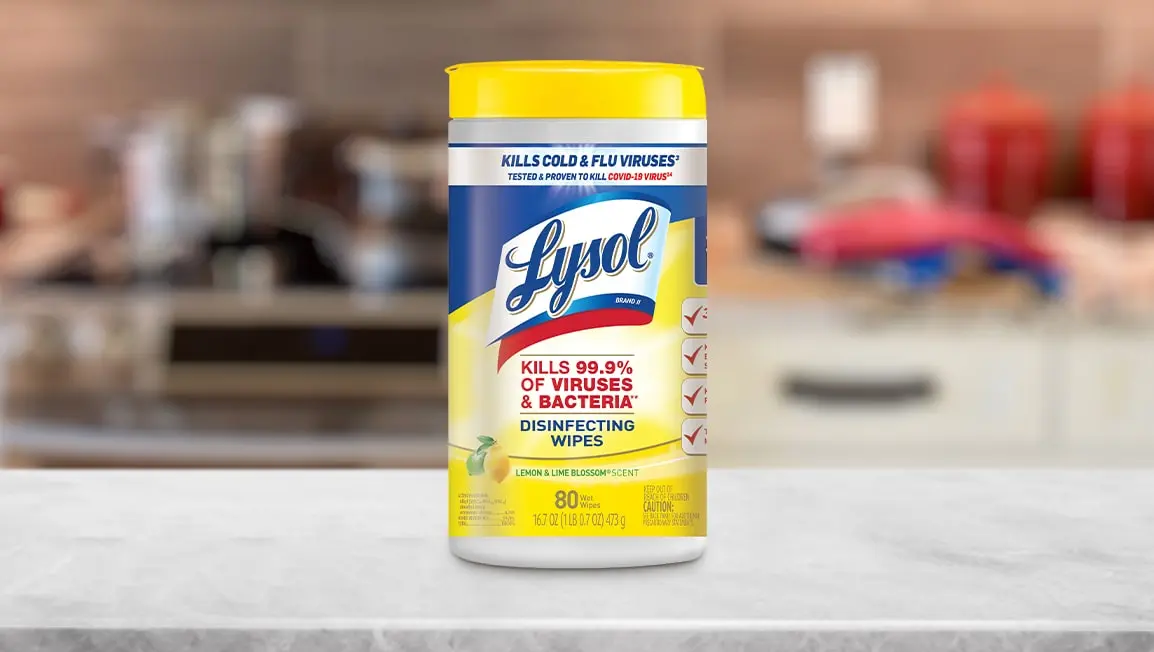 KILLS COLD & FLU VIRUSES
TESTED & PROVEN TO KILL COVID-19 VIRUS
Lysol®
BRAND II
KILLS 99.9%
OF VIRUSES
& BACTERIA**
DISINFECTING
WIPES
LEMON & LIME BLOSSOM® SCENT
80 Wet
Wipes
16.7 OZ (1 LB 0.7 OZ) 473 g
KEEP OUT OF
REACH OF CHILDREN
CAUTION: